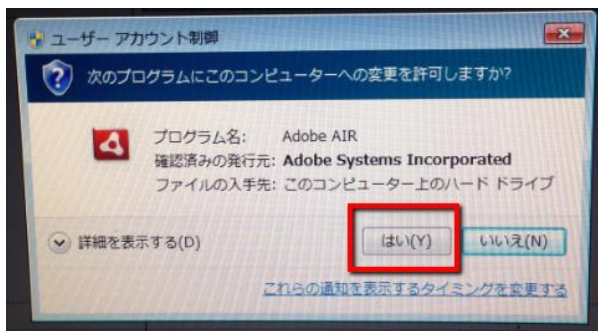 ユーザー アカウント制御
次のプログラムにこのコンピューターへの変更を許可しますか?
プログラム名: Adobe AIR
確認済みの発行元: Adobe Systems Incorporated
ファイルの入手先: このコンピューター上のハード ドライブ
詳細を表示する(D) はい(Y) いいえ(N)
これらの通知を表示するタイミングを変更する